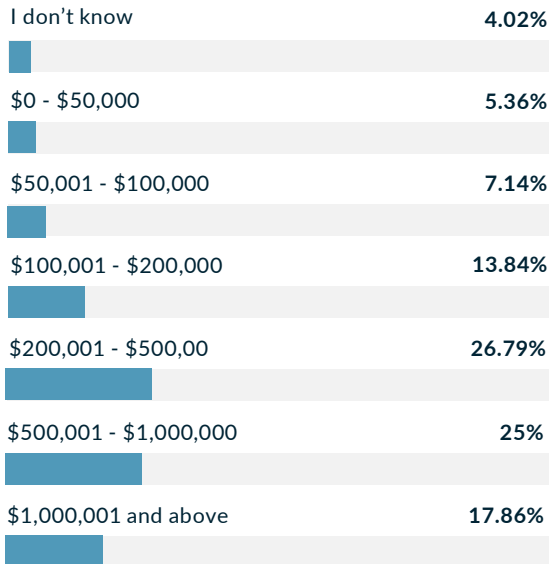 I don’t know 4.02%
$0 - $50,000 5.36%
$50,001 - $100,000 7.14%
$100,001 - $200,000 13.84%
$200,001 - $500,00 26.79%
$500,001 - $1,000,000 25%
$1,000,001 and above 17.86%